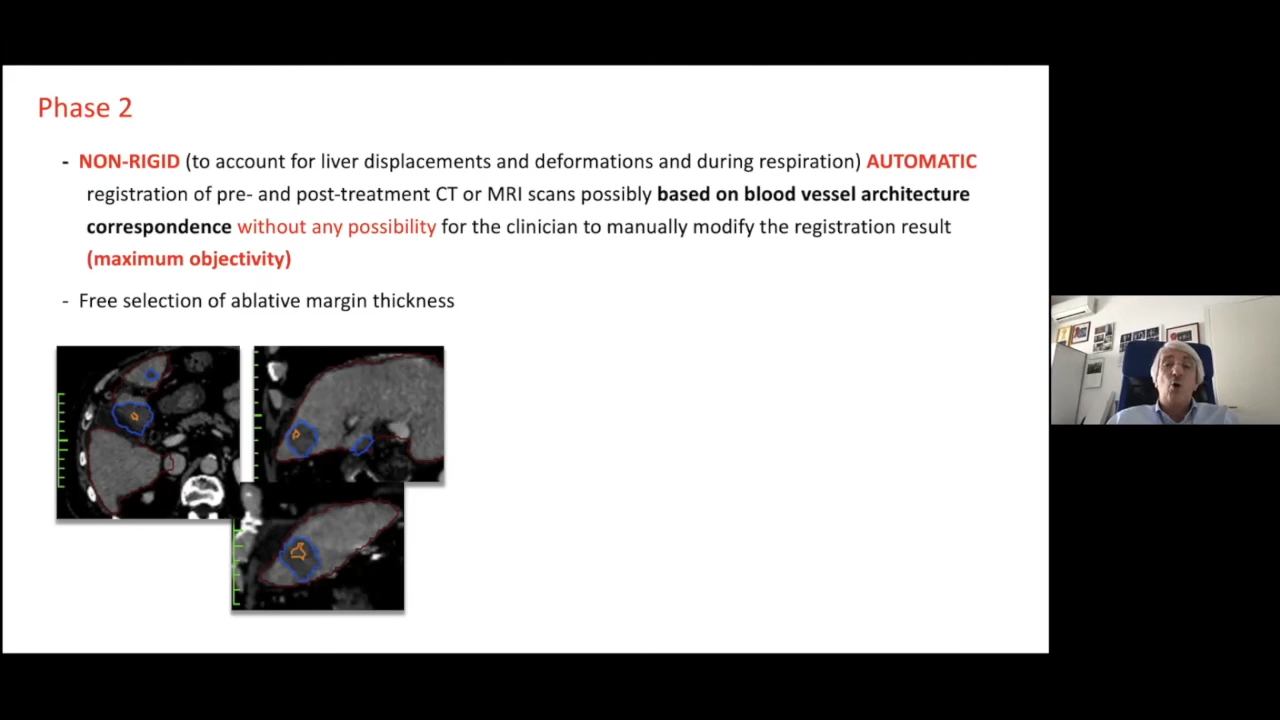 Phase 2
- NON-RIGID (to account for liver displacements and deformations and during respiration) AUTOMATIC
registration of pre- and post-treatment CT or MRI scans possibly based on blood vessel architecture
correspondence without any possibility for the clinician to manually modify the registration result
(maximum objectivity)
- Free selection of ablative margin thickness